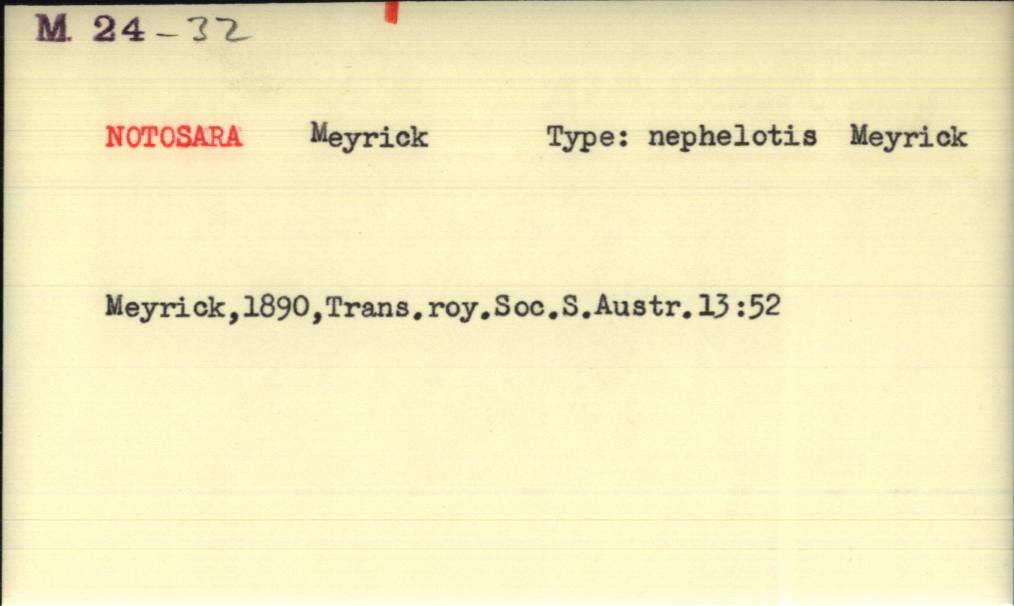 M. 24-32
NOTOSARA Meyrick Type: nephelotis Meyrick
Meyrick,1890,Trans.roy.Soc.S.Austr.13:52